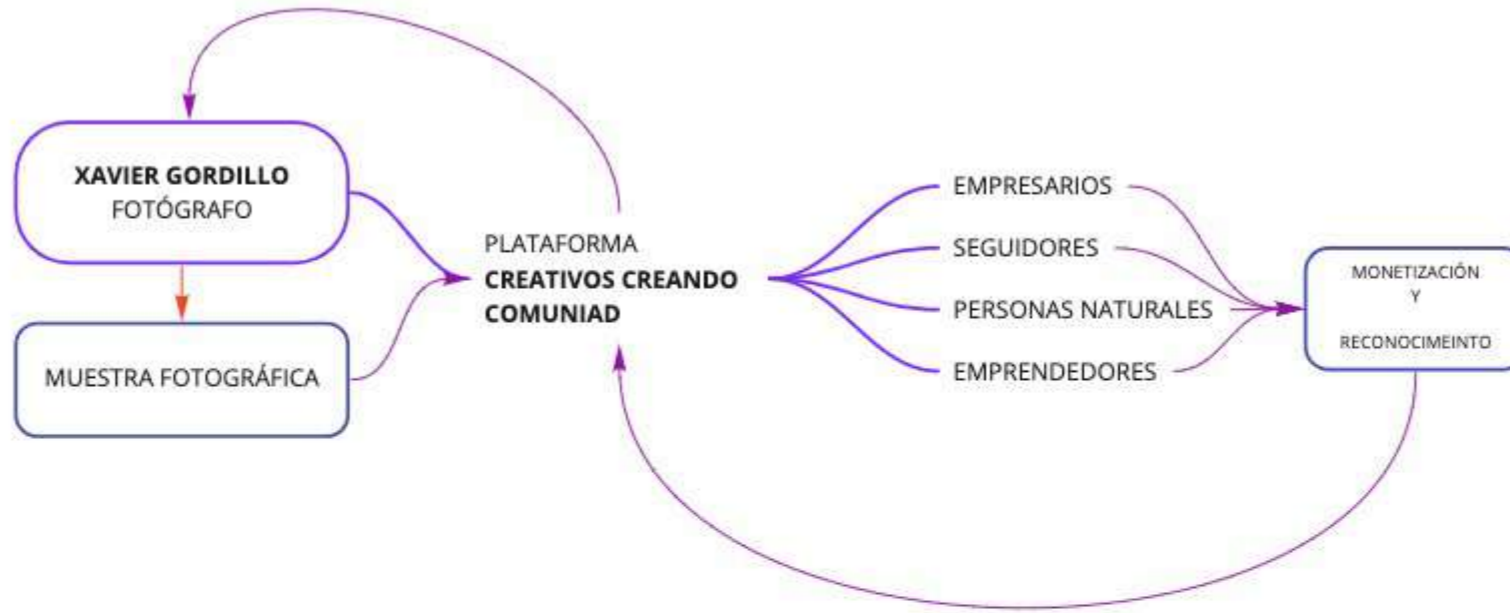 XAVIER GORDILLO
FOTÓGRAFO
MUESTRA FOTOGRÁFICA
PLATAFORMA
CREATIVOS CREANDO
COMUNIAD
EMPRESARIOS
SEGUIDORES
PERSONAS NATURALES
EMPRENDEDORES
MONETIZACIÓN
Y
RECONOCIMEINTO